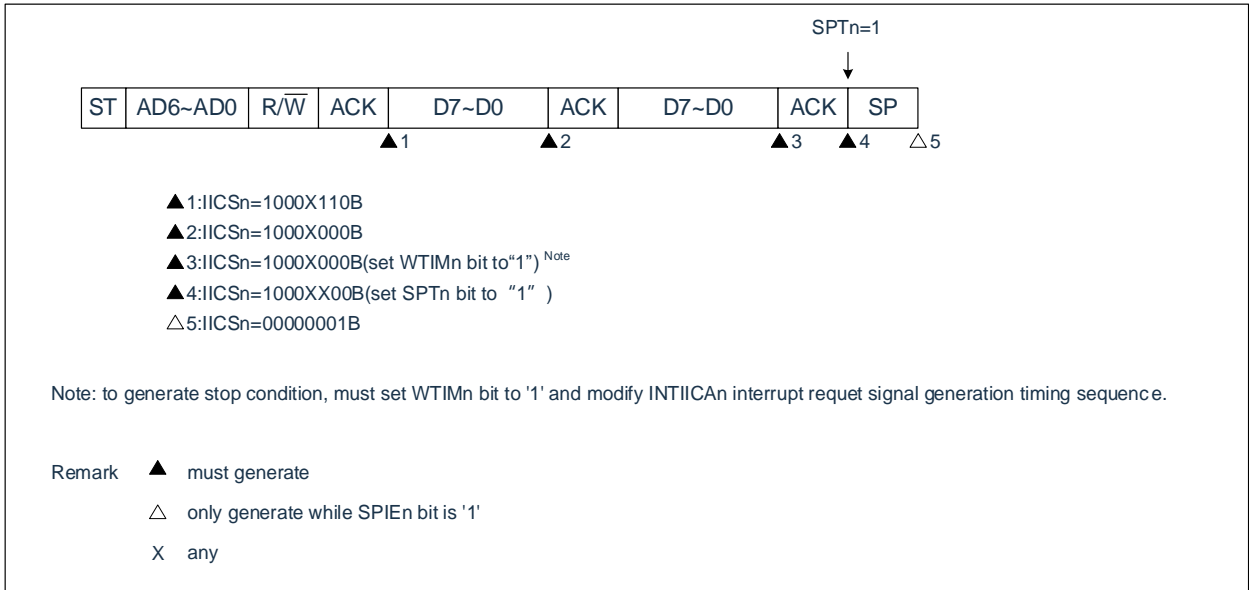 SPTn=1
ST AD6~AD0 R/W ACK D7~D0 ACK D7~D0 ACK SP
▲1 ▲2 ▲3 ▲4 △5
▲1:IICSn=1000X110B
▲2:IICSn=1000X000B
▲3:IICSn=1000X000B(set WTIMn bit to“1”) Note
▲4:IICSn=1000XX00B(set SPTn bit to “1” )
△5:IICSn=00000001B
Note: to generate stop condition, must set WTIMn bit to '1' and modify INTIICAn interrupt requet signal generation timing sequence.
Remark ▲ must generate
△ only generate while SPIEn bit is '1'
X any